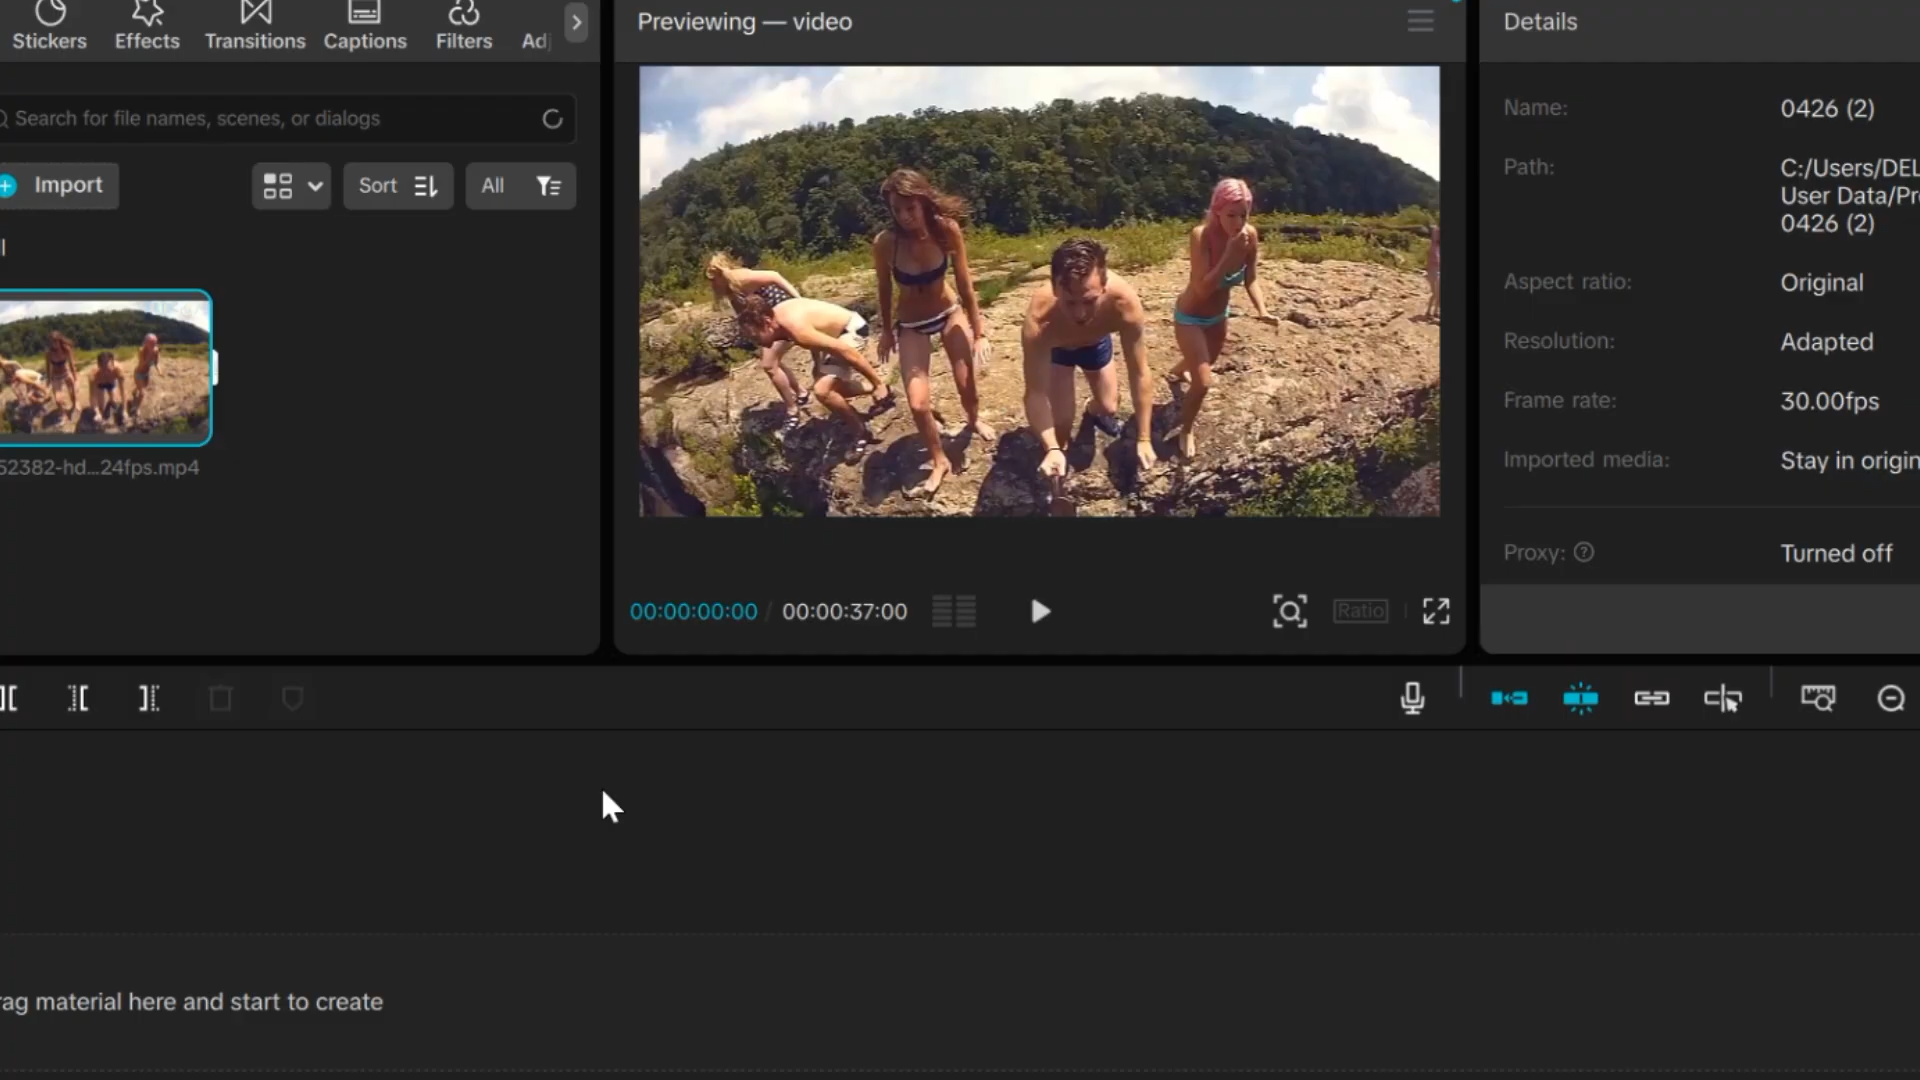 Stickers Effects Transitions Captions Filters Adj
Search for file names, scenes, or dialogs
Import Sort All
l
52382-hd...24fps.mp4
Previewing — video
00:00:00:00 / 00:00:37:00 Ratio
Details
Name: 0426 (2)
Path: C:/Users/DEL
User Data/Pr
0426 (2)
Aspect ratio: Original
Resolution: Adapted
Frame rate: 30.00fps
Imported media: Stay in origin
Proxy: ? Turned off
rag material here and start to create